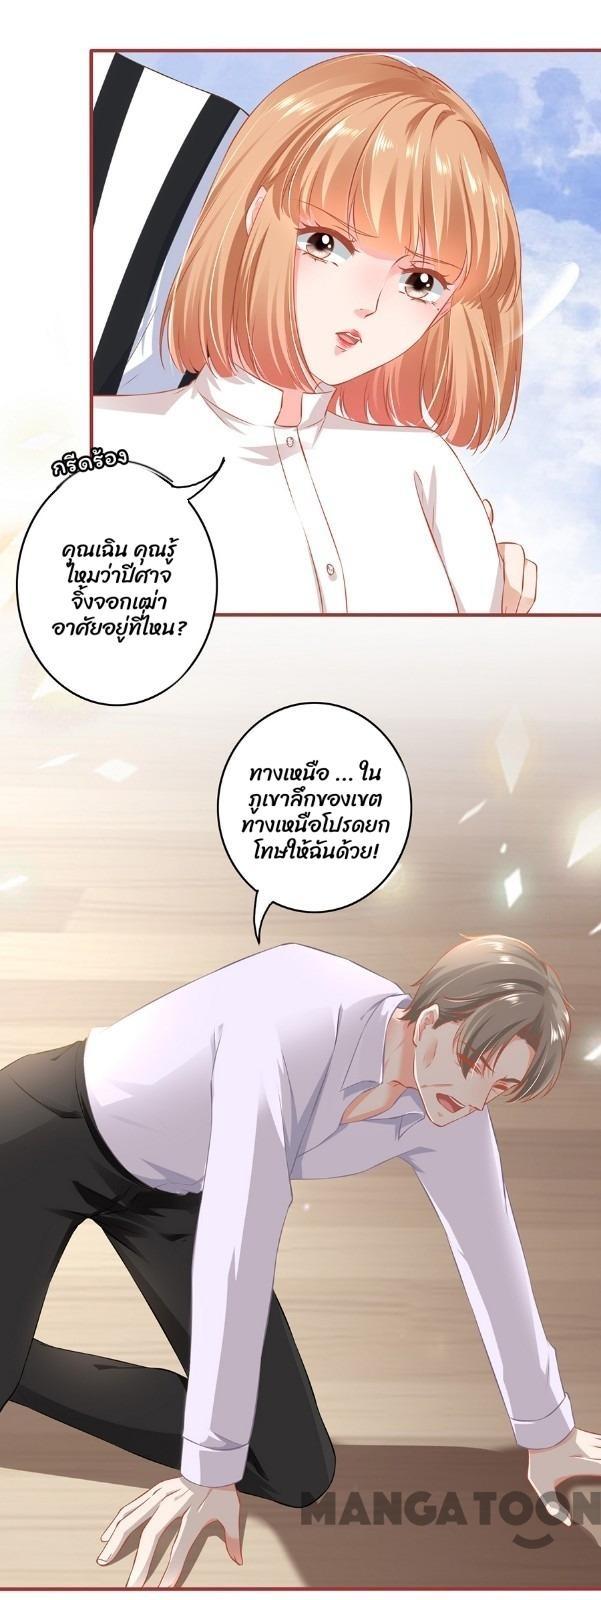 กรีดร้อง
คุณเฉิน คุณรู้
ไหมว่าปีศาจ
จิ้งจอกเฒ่า
อาศัยอยู่ที่ไหน?
ทางเหนือ ... ใน
ภูเขาลึกของเขต
ทางเหนือโปรดยก
โทษให้ฉันด้วย!
MANGATOON